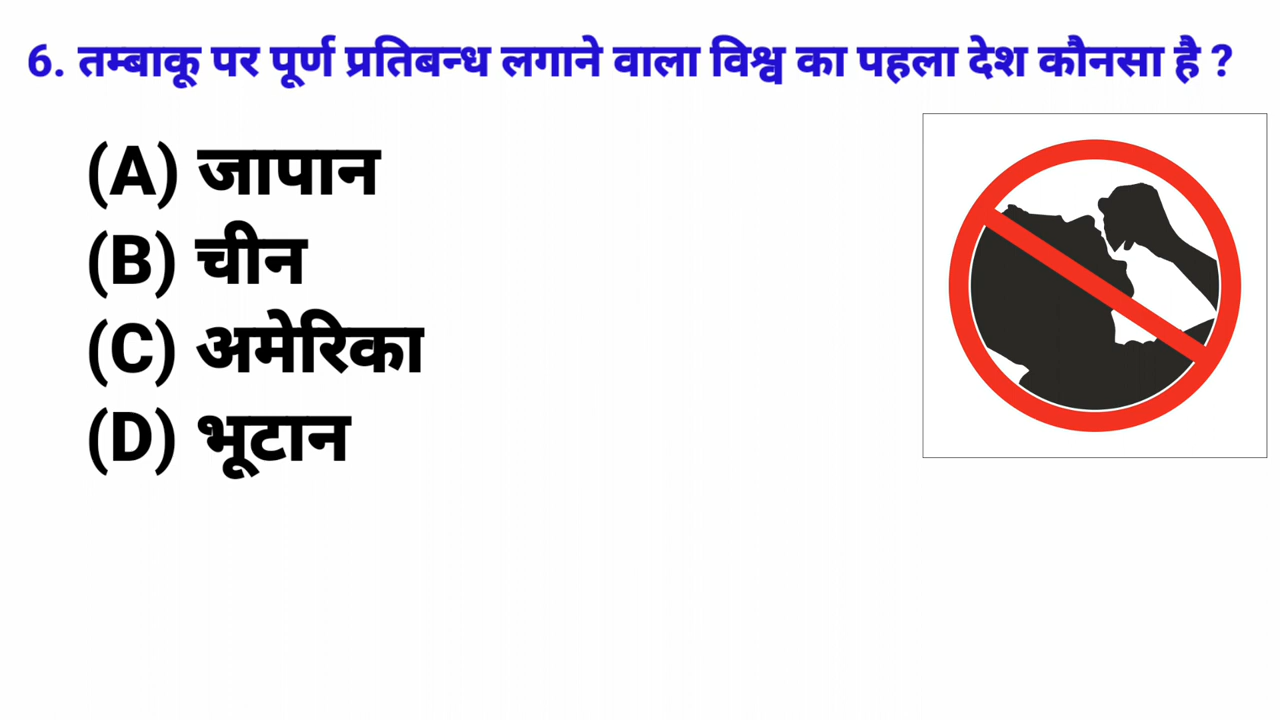 6. तम्बाकू पर पूर्ण प्रतिबन्ध लगाने वाला विश्व का पहला देश कौनसा है ?
(A) जापान
(B) चीन
(C) अमेरिका
(D) भूटान